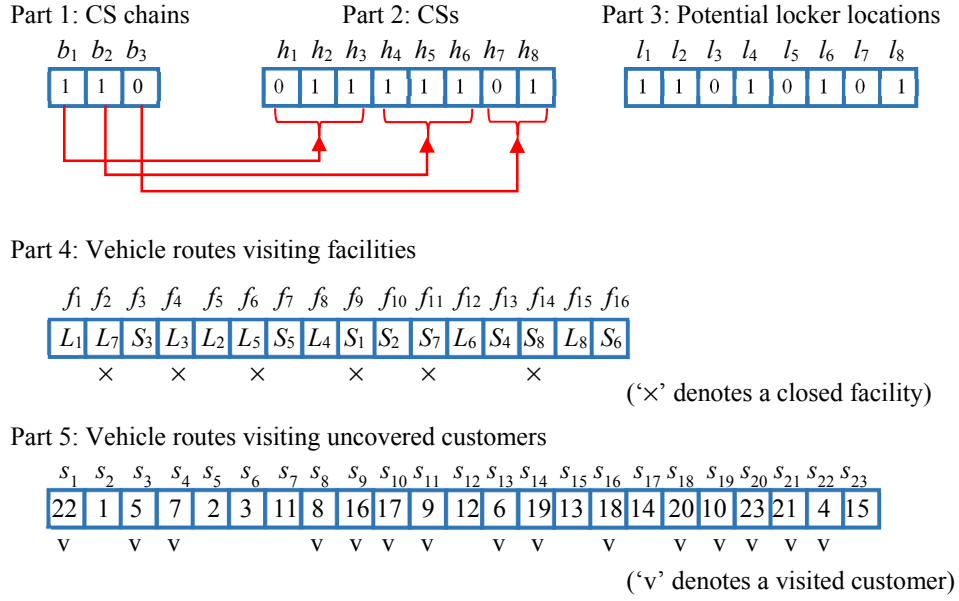 Part 1: CS chains Part 2: CSs Part 3: Potential locker locations
b₁ b₂ b₃ h₁ h₂ h₃ h₄ h₅ h₆ h₇ h₈ l₁ l₂ l₃ l₄ l₅ l₆ l₇ l₈
1 1 0 0 1 1 1 1 1 0 1 1 1 0 1 0 1 0 1
Part 4: Vehicle routes visiting facilities
f₁ f₂ f₃ f₄ f₅ f₆ f₇ f₈ f₉ f₁₀ f₁₁ f₁₂ f₁₃ f₁₄ f₁₅ f₁₆
L₁ L₇ S₃ L₃ L₂ L₅ S₅ L₄ S₁ S₂ S₇ L₆ S₄ S₈ L₈ S₆
× × × × × ×
(‘×’ denotes a closed facility)
Part 5: Vehicle routes visiting uncovered customers
s₁ s₂ s₃ s₄ s₅ s₆ s₇ s₈ s₉ s₁₀ s₁₁ s₁₂ s₁₃ s₁₄ s₁₅ s₁₆ s₁₇ s₁₈ s₁₉ s₂₀ s₂₁ s₂₂ s₂₃
22 1 5 7 2 3 11 8 16 17 9 12 6 19 13 18 14 20 10 23 21 4 15
v v v v v v v v v v v v v v v
(‘v’ denotes a visited customer)